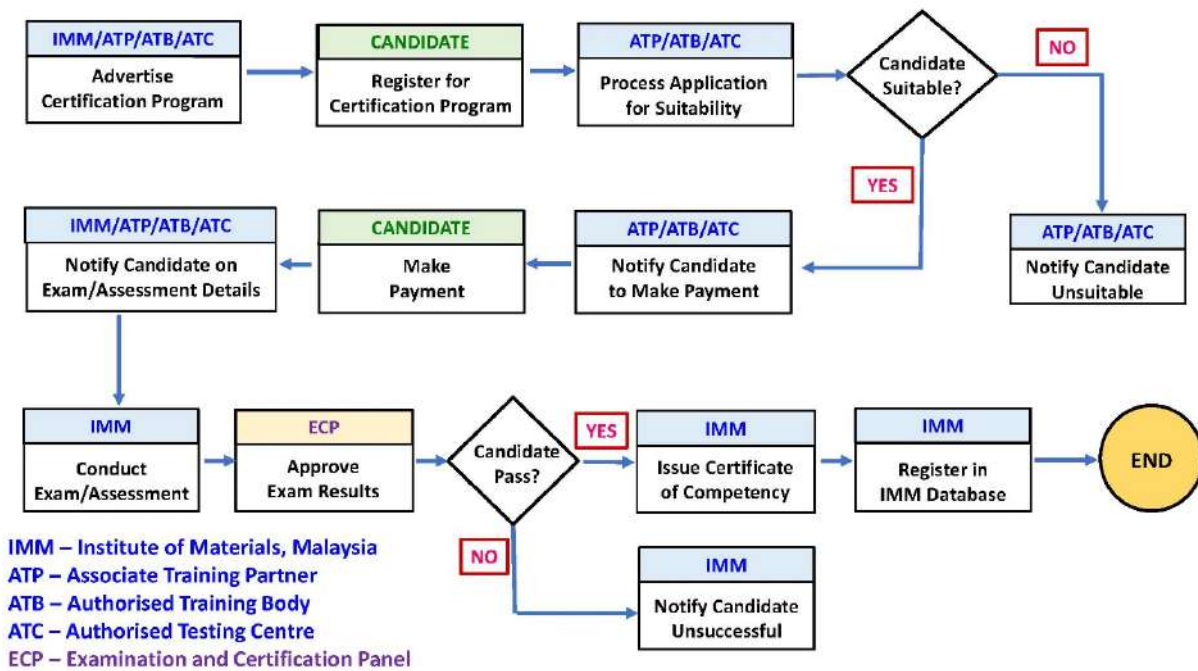 IMM/ATP/ATB/ATC
Advertise
Certification Program
CANDIDATE
Register for
Certification Program
ATP/ATB/ATC
Process Application
for Suitability
Candidate
Suitable?
NO
YES
IMM/ATP/ATB/ATC
Notify Candidate on
Exam/Assessment Details
CANDIDATE
Make
Payment
ATP/ATB/ATC
Notify Candidate
to Make Payment
ATP/ATB/ATC
Notify Candidate
Unsuitable
IMM
Conduct
Exam/Assessment
ECP
Approve
Exam Results
Candidate
Pass?
YES
IMM
Issue Certificate
of Competency
IMM
Register in
IMM Database
END
NO
IMM
Notify Candidate
Unsuccessful
IMM – Institute of Materials, Malaysia
ATP – Associate Training Partner
ATB – Authorised Training Body
ATC – Authorised Testing Centre
ECP – Examination and Certification Panel